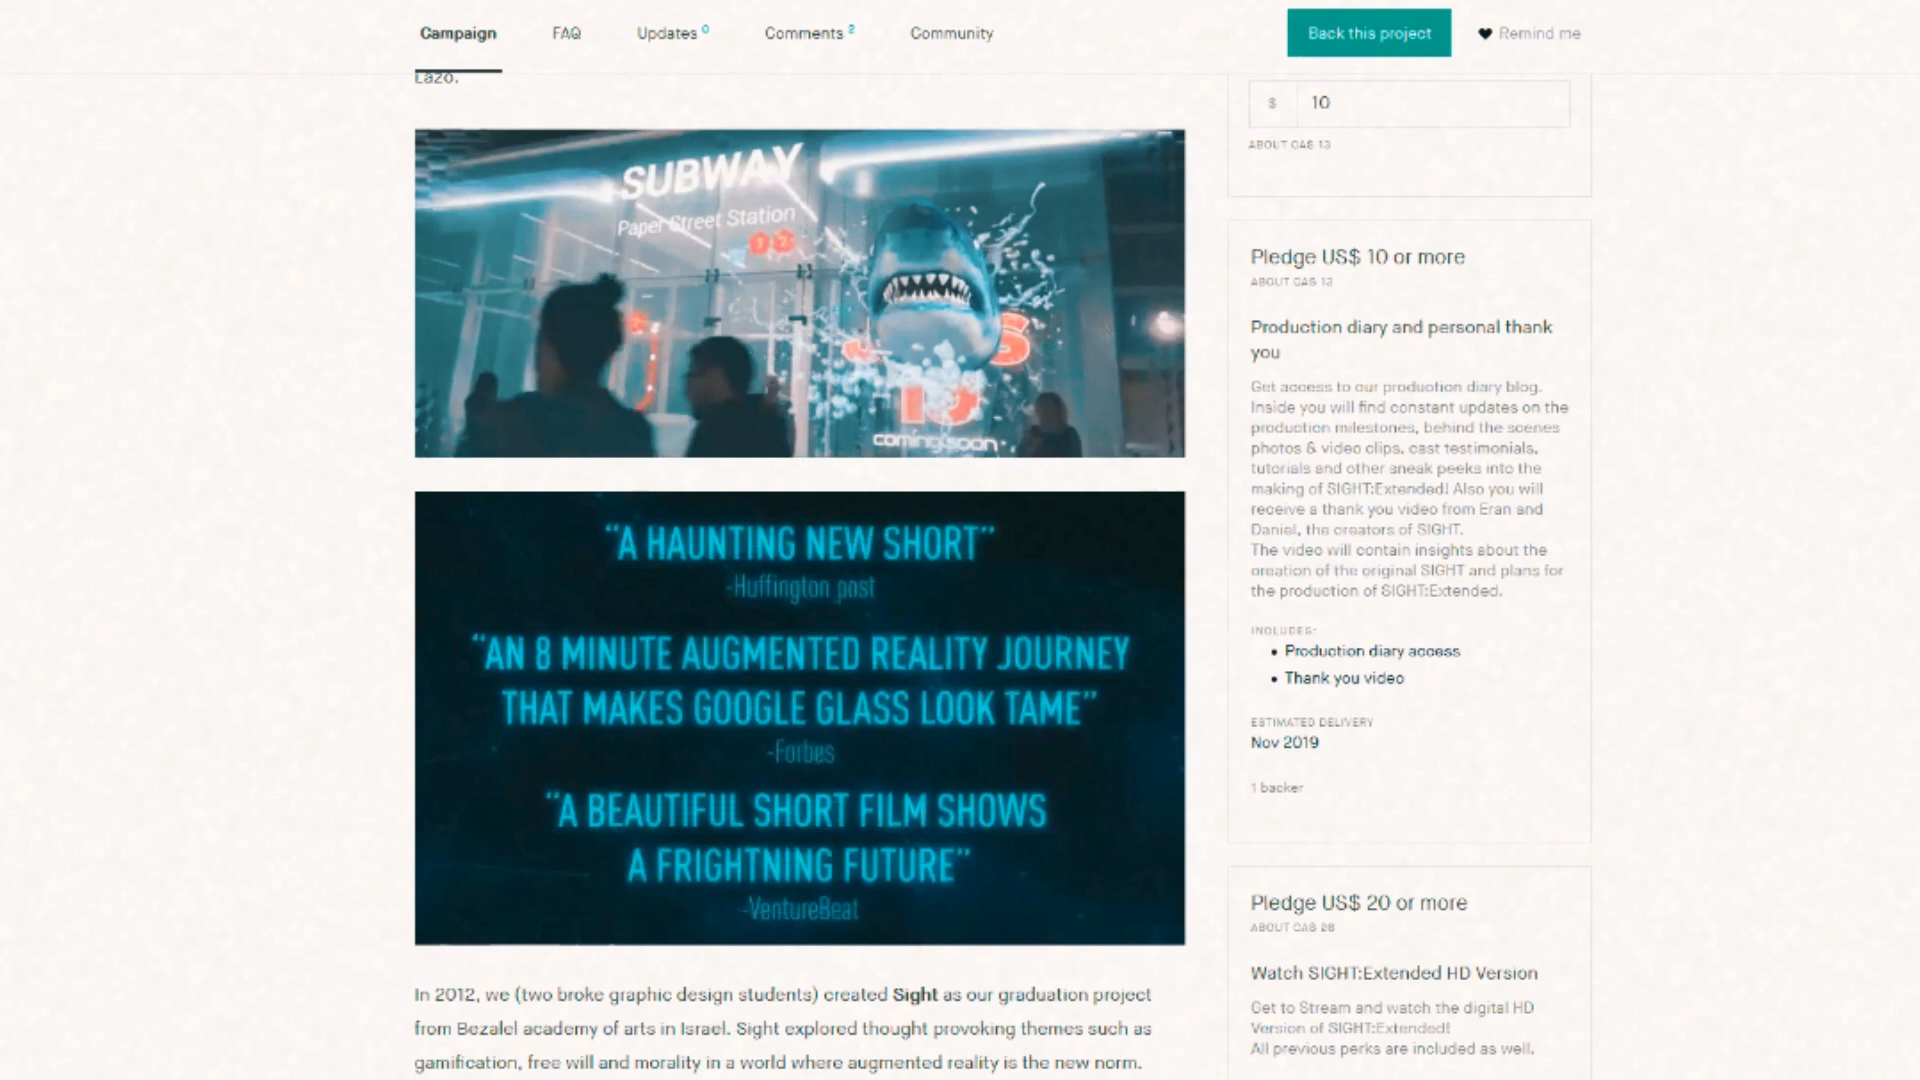 Campaign
FAQ
Updates 0
Comments 2
Community
Back this project
Remind me
Lazo.
SUBWAY
Paper Street Station
coming soon
“A HAUNTING NEW SHORT”
-Huffington post
“AN 8 MINUTE AUGMENTED REALITY JOURNEY
THAT MAKES GOOGLE GLASS LOOK TAME”
-Forbes
“A BEAUTIFUL SHORT FILM SHOWS
A FRIGHTNING FUTURE”
-VentureBeat
In 2012, we (two broke graphic design students) created Sight as our graduation project
from Bezalel academy of arts in Israel. Sight explored thought provoking themes such as
gamification, free will and morality in a world where augmented reality is the new norm.
$ 10
ABOUT CA$ 13
Pledge US$ 10 or more
ABOUT CA$ 13
Production diary and personal thank
you
Get access to our production diary blog.
Inside you will find constant updates on the
production milestones, behind the scenes
photos & video clips, cast testimonials,
tutorials and other sneak peeks into the
making of SIGHT:Extended! Also you will
receive a thank you video from Eran and
Daniel, the creators of SIGHT.
The video will contain insights about the
creation of the original SIGHT and plans for
the production of SIGHT:Extended.
INCLUDES:
• Production diary access
• Thank you video
ESTIMATED DELIVERY
Nov 2019
1 backer
Pledge US$ 20 or more
ABOUT CA$ 26
Watch SIGHT:Extended HD Version
Get to Stream and watch the digital HD
Version of SIGHT:Extended!
All previous perks are included as well.